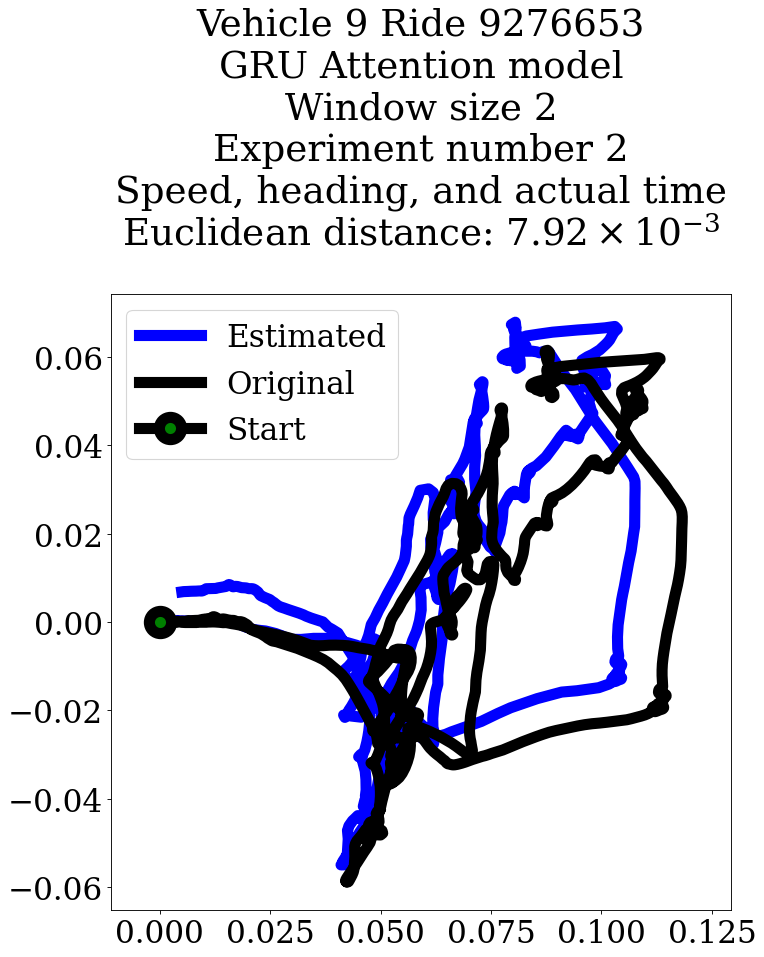 Vehicle 9 Ride 9276653
GRU Attention model
Window size 2
Experiment number 2
Speed, heading, and actual time
Euclidean distance: 7.92 × 10⁻³
Estimated
Original
Start
0.06
0.04
0.02
0.00
−0.02
−0.04
−0.06
0.000 0.025 0.050 0.075 0.100 0.125